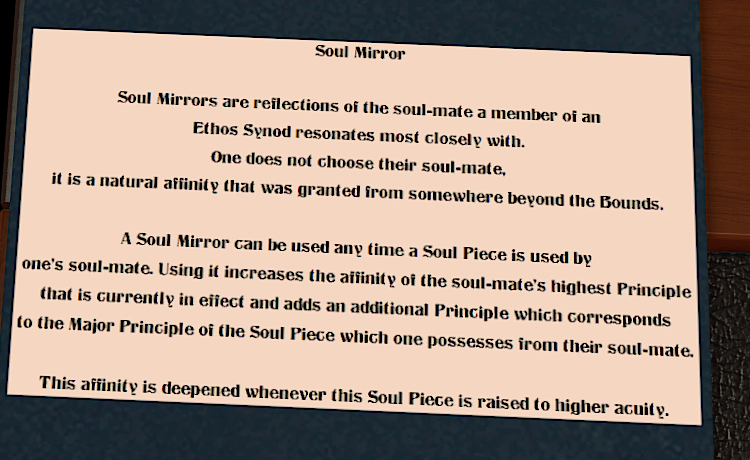 Soul Mirror
Soul Mirrors are reflections of the soul-mate a member of an
Ethos Synod resonates most closely with.
One does not choose their soul-mate,
it is a natural affinity that was granted from somewhere beyond the Bounds.
A Soul Mirror can be used any time a Soul Piece is used by
one's soul-mate. Using it increases the affinity of the soul-mate's highest Principle
that is currently in effect and adds an additional Principle which corresponds
to the Major Principle of the Soul Piece which one possesses from their soul-mate.
This affinity is deepened whenever this Soul Piece is raised to higher acuity.